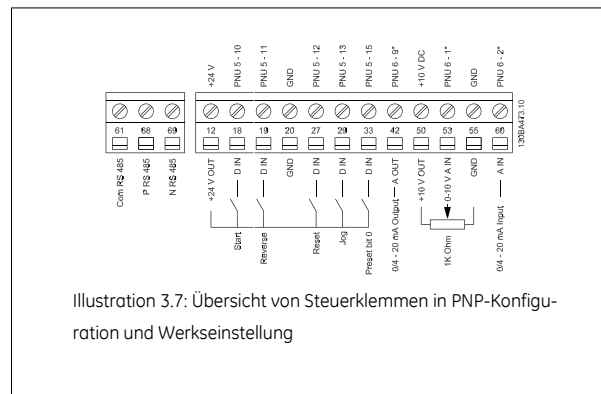 +24 V
PNU 5 - 10
PNU 5 - 11
GND
PNU 5 - 12
PNU 5 - 13
PNU 5 - 15
PNU 6 - 9*
+10 V DC
PNU 6 - 1*
GND
PNU 6 - 2*
130BA473.10
61 68 69 12 18 19 20 27 29 33 42 50 53 55 60
Com RS 485
P RS 485
N RS 485
+24 V OUT
D IN
D IN
GND
D IN
D IN
D IN
A OUT
+10 V OUT
0-10 V A IN
GND
A IN
Start
Reverse
Reset
Jog
Preset bit 0
0/4 - 20 mA Output
1K Ohm
0/4 - 20 mA Input
Illustration 3.7: Übersicht von Steuerklemmen in PNP-Konfigu-
ration und Werkseinstellung